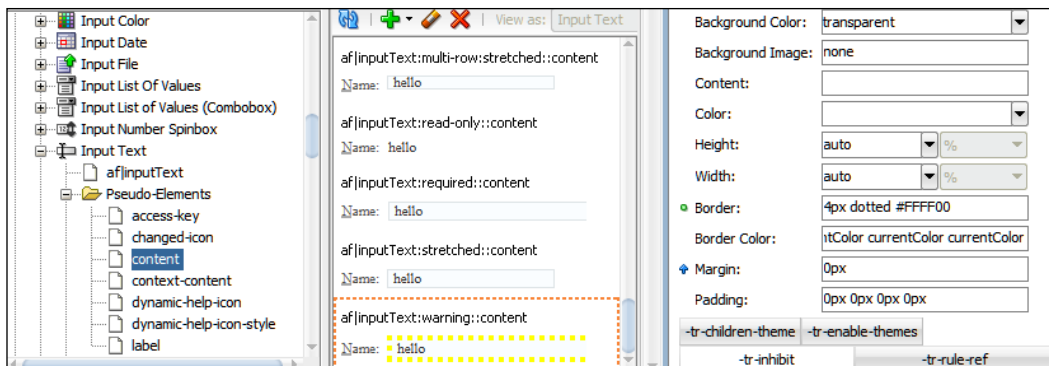 Input Color
Input Date
Input File
Input List Of Values
Input List of Values (Combobox)
Input Number Spinbox
Input Text
af|inputText
Pseudo-Elements
access-key
changed-icon
content
context-content
dynamic-help-icon
dynamic-help-icon-style
label
View as: Input Text
af|inputText:multi-row:stretched::content
Name: hello
af|inputText:read-only::content
Name: hello
af|inputText:required::content
Name: hello
af|inputText:stretched::content
Name: hello
af|inputText:warning::content
Name: hello
Background Color: transparent
Background Image: none
Content:
Color:
Height: auto %
Width: auto %
Border: 4px dotted #FFFF00
Border Color: ntColor currentColor currentColor
Margin: 0px
Padding: 0px 0px 0px 0px
-tr-children-theme -tr-enable-themes
-tr-inhibit -tr-rule-ref